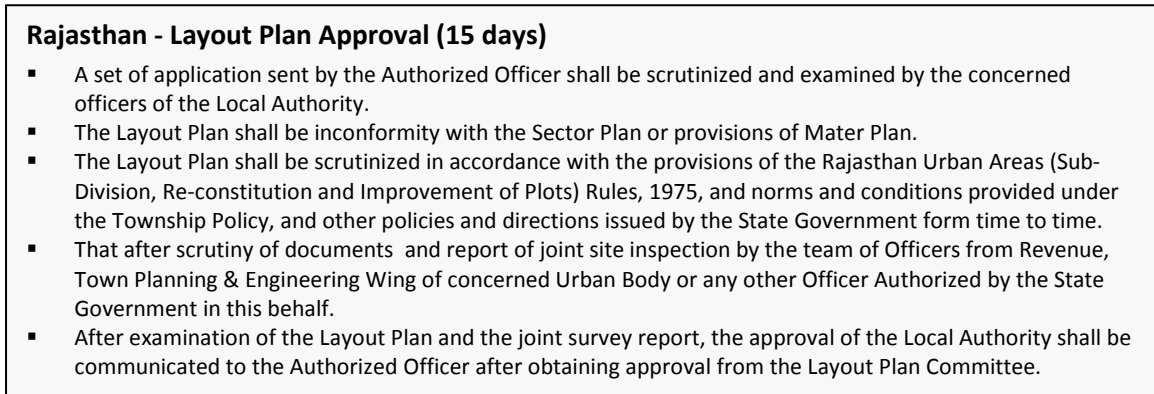 Rajasthan - Layout Plan Approval (15 days)
▪ A set of application sent by the Authorized Officer shall be scrutinized and examined by the concerned
officers of the Local Authority.
▪ The Layout Plan shall be inconformity with the Sector Plan or provisions of Mater Plan.
▪ The Layout Plan shall be scrutinized in accordance with the provisions of the Rajasthan Urban Areas (Sub-
Division, Re-constitution and Improvement of Plots) Rules, 1975, and norms and conditions provided under
the Township Policy, and other policies and directions issued by the State Government form time to time.
▪ That after scrutiny of documents and report of joint site inspection by the team of Officers from Revenue,
Town Planning & Engineering Wing of concerned Urban Body or any other Officer Authorized by the State
Government in this behalf.
▪ After examination of the Layout Plan and the joint survey report, the approval of the Local Authority shall be
communicated to the Authorized Officer after obtaining approval from the Layout Plan Committee.